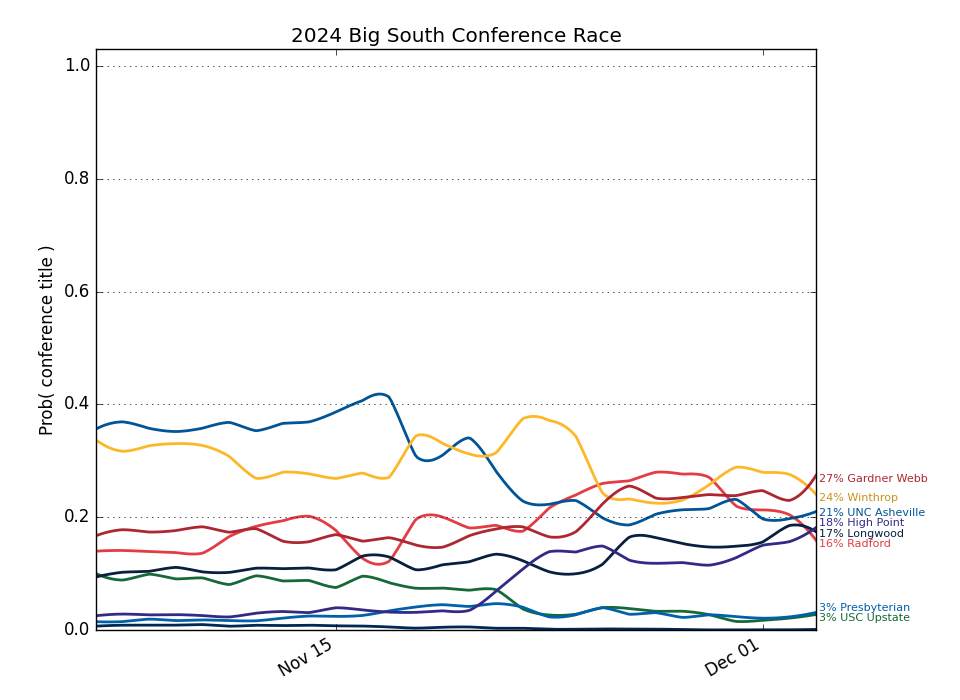 2024 Big South Conference Race
Prob( conference title )
1.0
0.8
0.6
0.4
0.2
0.0
Nov 15
Dec 01
27% Gardner Webb
24% Winthrop
21% UNC Asheville
18% High Point
17% Longwood
16% Radford
3% Presbyterian
3% USC Upstate